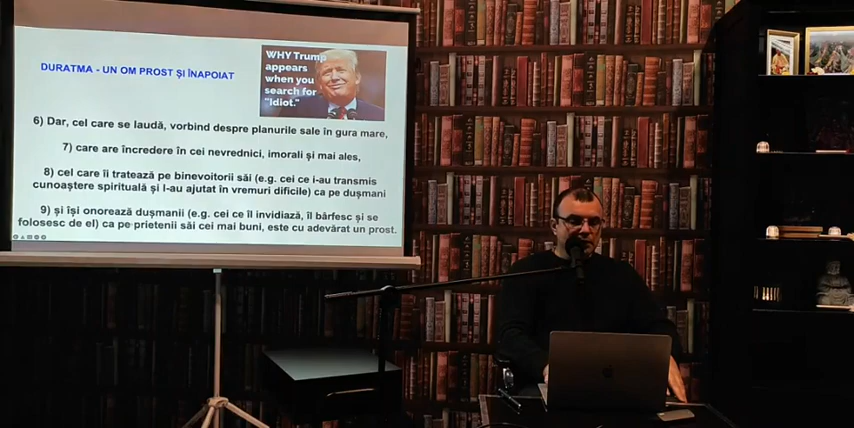 DURATMA - UN OM PROST ȘI ÎNAPOIAT
WHY Trump
appears
when you
search for
"Idiot."
6) Dar, cel care se laudă, vorbind despre planurile sale în gura mare,
7) care are încredere în cei nevrednici, imorali și mai ales,
8) cel care îi tratează pe binevoitorii săi (e.g. cei ce i-au transmis
cunoaștere spirituală și l-au ajutat în vremuri dificile) ca pe dușmani
9) și își onorează dușmanii (e.g. cei ce îl invidiază, îl bârfesc și se
folosesc de el) ca pe prietenii săi cei mai buni, este cu adevărat un prost.